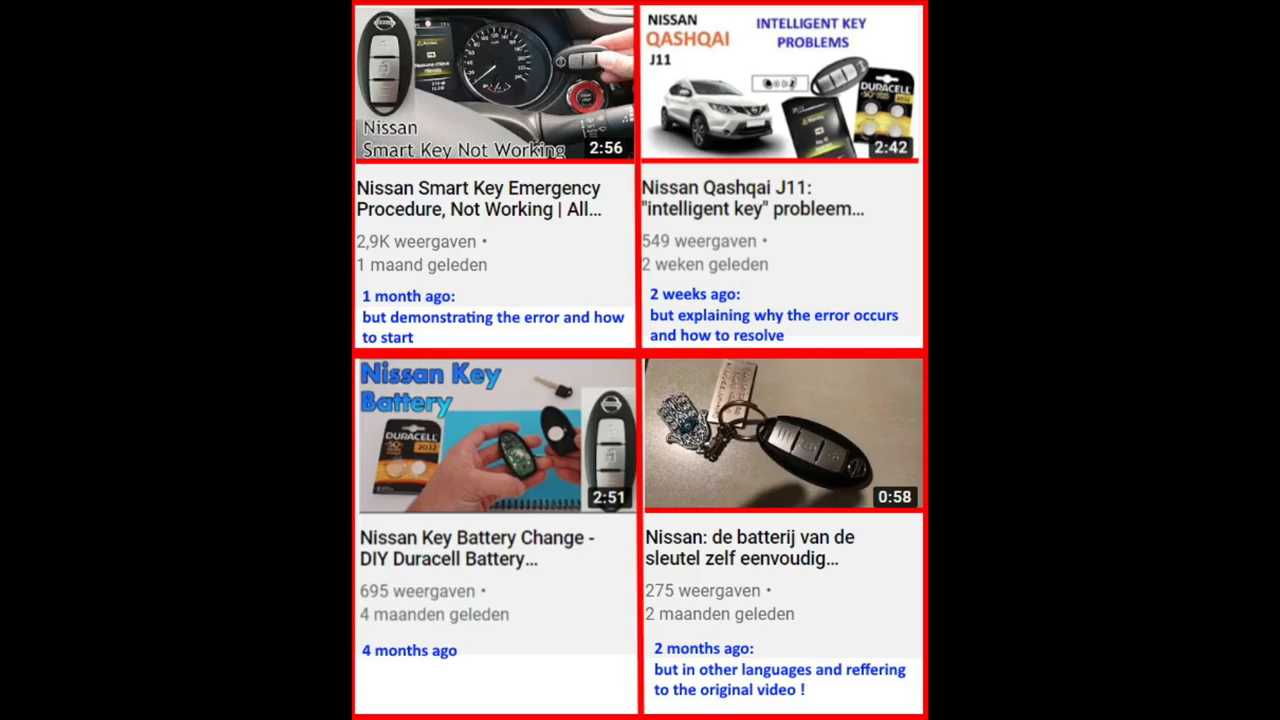 Nissan
Smart Key Not Working
2:56
Nissan Smart Key Emergency
Procedure, Not Working | All...
2,9K weergaven •
1 maand geleden
1 month ago:
but demonstrating the error and how
to start
NISSAN
QASHQAI
J11
INTELLIGENT KEY
PROBLEMS
DURACELL
2032
2:42
Nissan Qashqai J11:
"intelligent key" probleem...
549 weergaven •
2 weken geleden
2 weeks ago:
but explaining why the error occurs
and how to resolve
Nissan Key
Battery
DURACELL
2032
2:51
Nissan Key Battery Change -
DIY Duracell Battery...
695 weergaven •
4 maanden geleden
4 months ago
0:58
Nissan: de batterij van de
sleutel zelf eenvoudig...
275 weergaven •
2 maanden geleden
2 months ago:
but in other languages and reffering
to the original video !